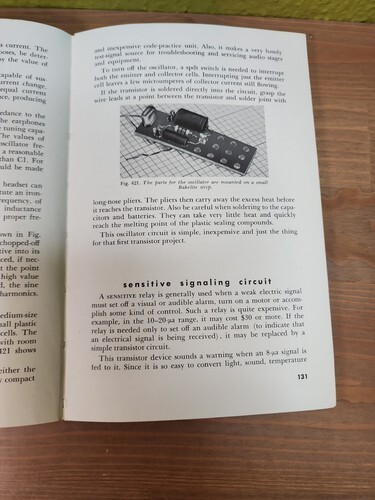 s current. The
oses, be deter-
y the value of
capable of sus-
current change.
equal current
ce, producing
edance to the
he earphones
e tuning capa-
The values of
oscillator fre-
a reasonable
than C1. For
ould be made
headset can
tute an iron-
requency, of
inductance
proper fre-
own in Fig.
chopped-off
tive into its
ced, if nec-
t the point
high value
d, the sine
harmonics.
medium-size
all plastic
cells. The
with room
421 shows
either the
y compact
and inexpensive code-practice unit. Also, it makes a very handy
test-signal source for troubleshooting and servicing audio stages
and equipment.
To turn off the oscillator, a spdt switch is needed to interrupt
both the emitter and collector cells. Interrupting just the emitter
cell leaves a few microamperes of collector current still flowing.
If the transistor is soldered directly into the circuit, grasp the
wire leads at a point between the transistor and solder joint with
Fig. 421. The parts for the oscillator are mounted on a small
Bakelite strip.
long-nose pliers. The pliers then carry away the excess heat before
it reaches the transistor. Also be careful when soldering to the capa-
citors and batteries. They can take very little heat and quickly
reach the melting point of the plastic sealing compounds.
This oscillator circuit is simple, inexpensive and just the thing
for that first transistor project.
sensitive signaling circuit
A SENSITIVE relay is generally used when a weak electric signal
must set off a visual or audible alarm, turn on a motor or accom-
plish some kind of control. Such a relay is quite expensive. For
example, in the 10–20-μa range, it may cost $30 or more. If the
relay is needed only to set off an audible alarm (to indicate that
an electrical signal is being received), it may be replaced by a
simple transistor circuit.
This transistor device sounds a warning when an 8-μa signal is
fed to it. Since it is so easy to convert light, sound, temperature
131